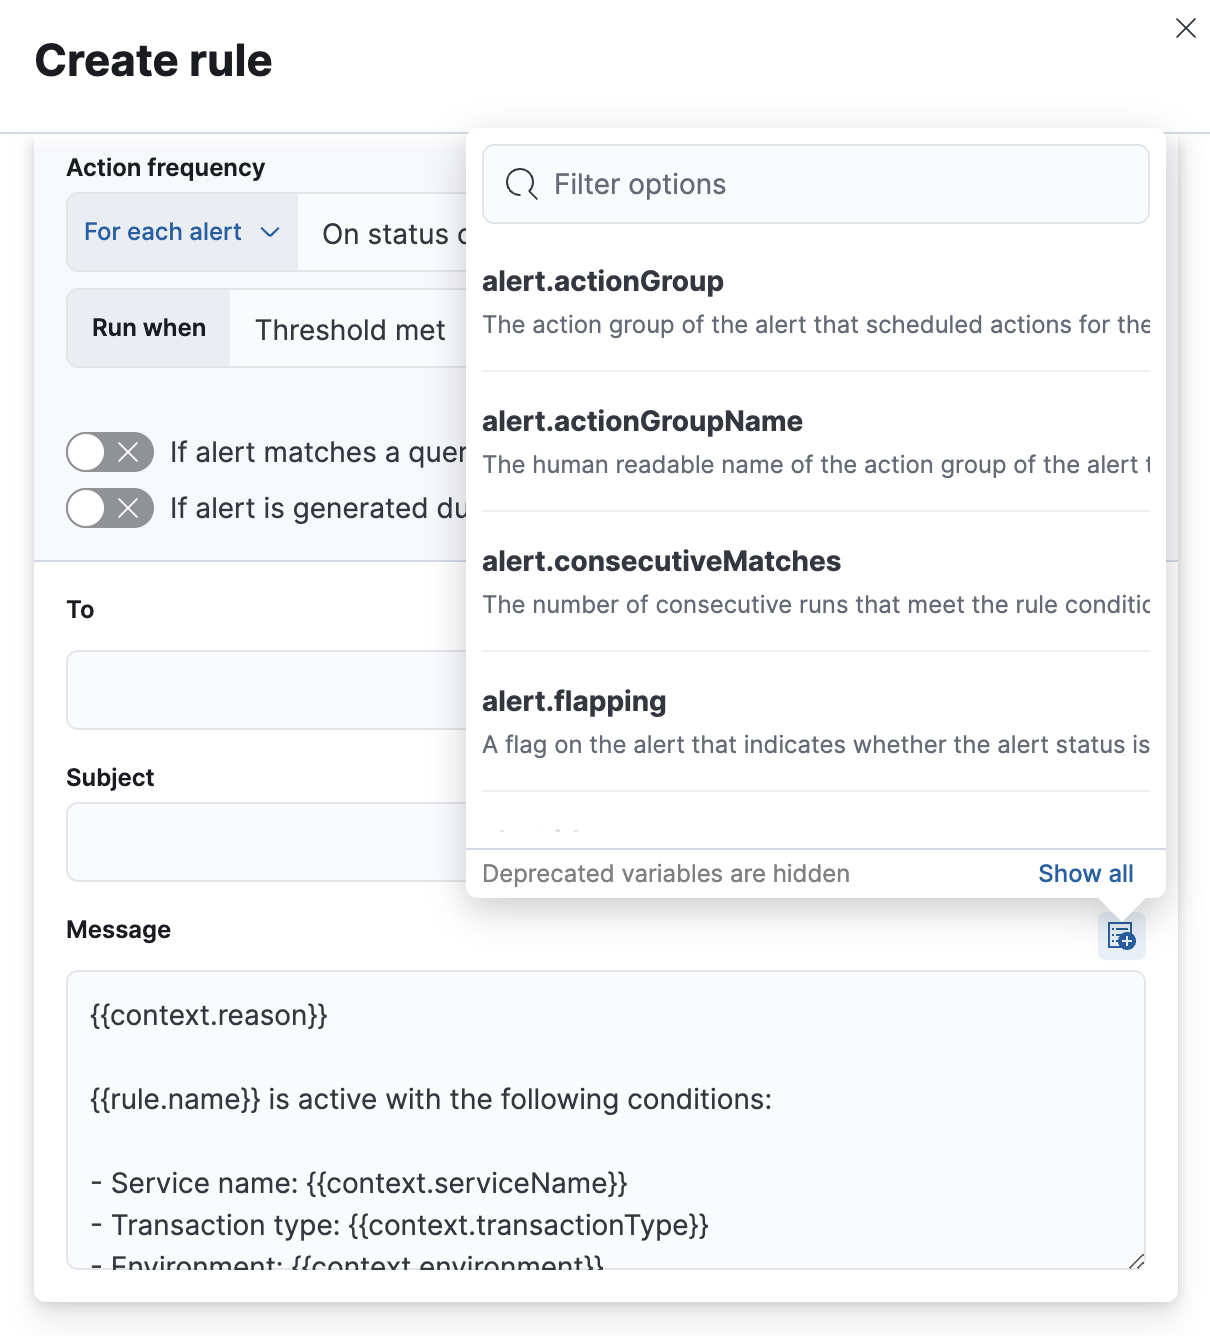 Create rule
Action frequency
For each alert
On status
Run when
Threshold met
If alert matches a quer
If alert is generated du
To
Subject
Filter options
alert.actionGroup
The action group of the alert that scheduled actions for the
alert.actionGroupName
The human readable name of the action group of the alert
alert.consecutiveMatches
The number of consecutive runs that meet the rule conditio
alert.flapping
A flag on the alert that indicates whether the alert status is
Deprecated variables are hidden
Show all
Message
{{context.reason}}
{{rule.name}} is active with the following conditions:
- Service name: {{context.serviceName}}
- Transaction type: {{context.transactionType}}
- Environment: {{context.environment}}